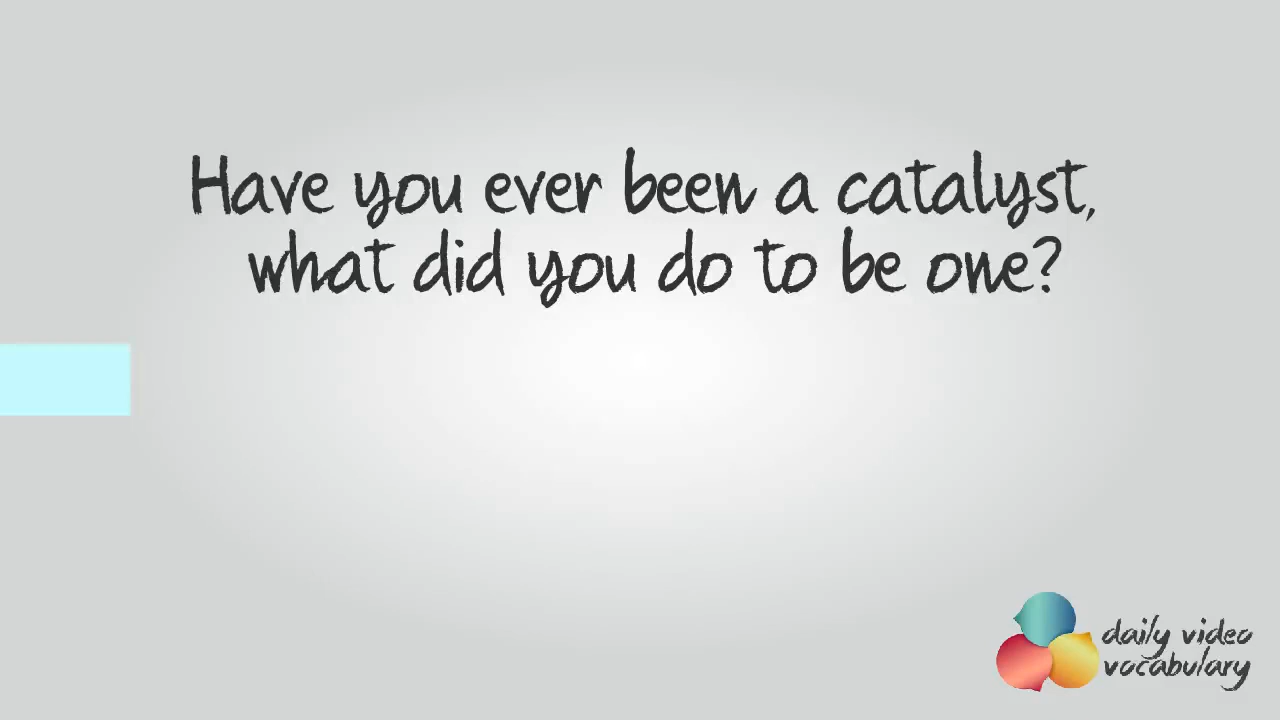 Have you ever been a catalyst,
what did you do to be one?
daily video
vocabulary